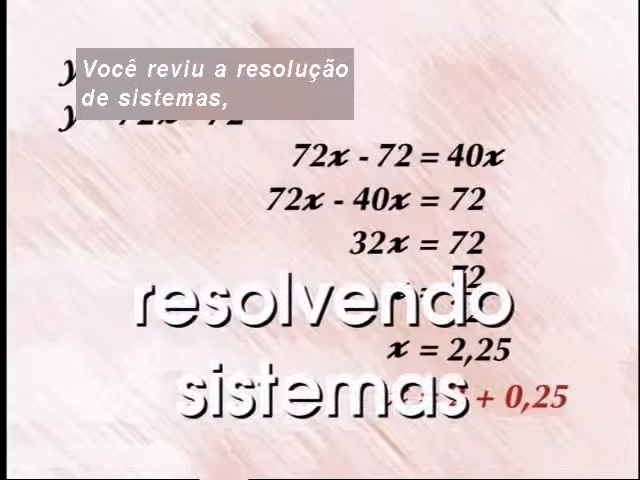 Você reviu a resolução
de sistemas,
72x - 72 = 40x
72x - 40x = 72
32x = 72
72
x = 2,25
+ 0,25
resolvendo
sistemas